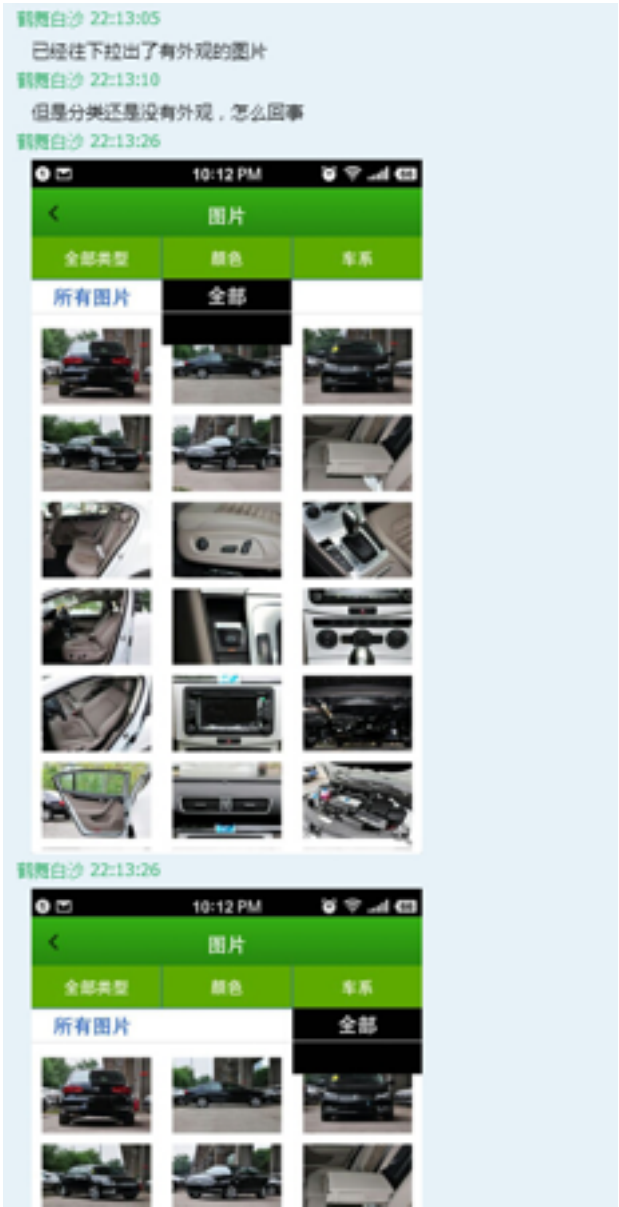 鹤舞白沙 22:13:05
已经往下拉出了有外观的图片
鹤舞白沙 22:13:10
但是分类还是没有外观，怎么回事
鹤舞白沙 22:13:26
10:12 PM
图片
全部类型 颜色 车系
所有图片 全部
鹤舞白沙 22:13:26
10:12 PM
图片
全部类型 颜色 车系
所有图片 全部